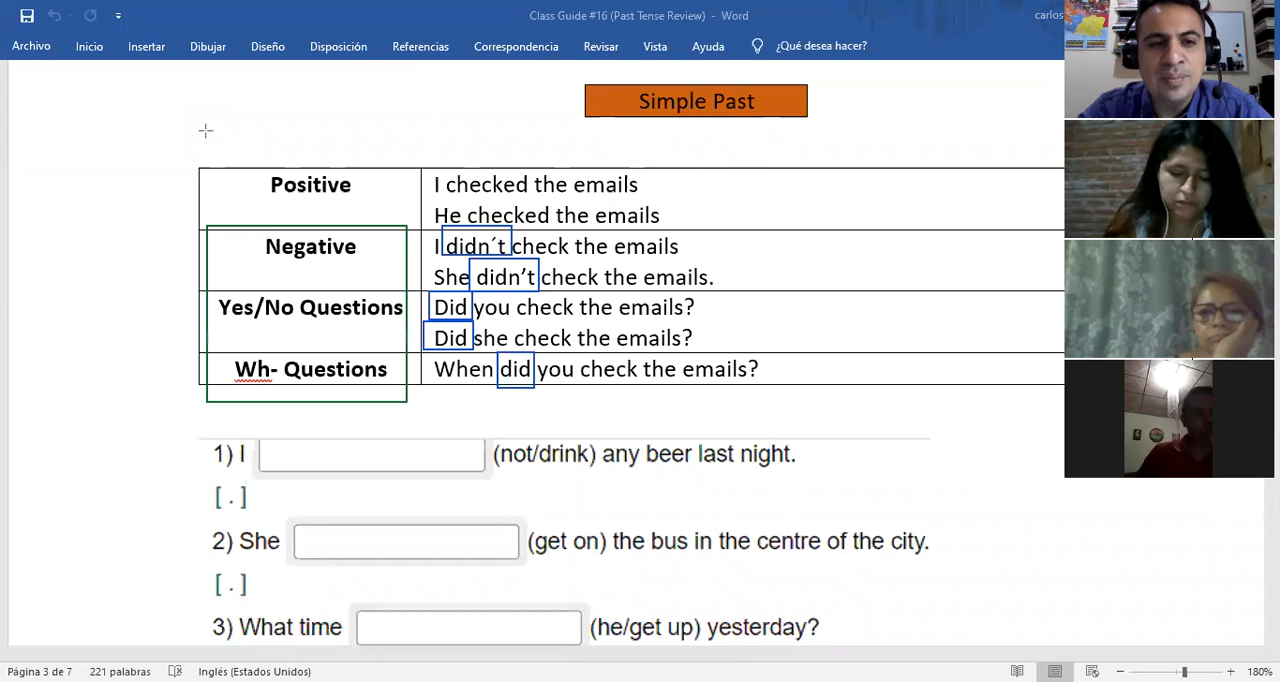 Class Guide #16 (Past Tense Review) - Word
carlos
Archivo Inicio Insertar Dibujar Diseño Disposición Referencias Correspondencia Revisar Vista Ayuda ¿Qué desea hacer?
Simple Past
Positive
I checked the emails
He checked the emails
Negative
I didn´t check the emails
She didn’t check the emails.
Yes/No Questions
Did you check the emails?
Did she check the emails?
Wh- Questions
When did you check the emails?
1) I (not/drink) any beer last night.
[ . ]
2) She (get on) the bus in the centre of the city.
[ . ]
3) What time (he/get up) yesterday?
Página 3 de 7 221 palabras Inglés (Estados Unidos) 180%